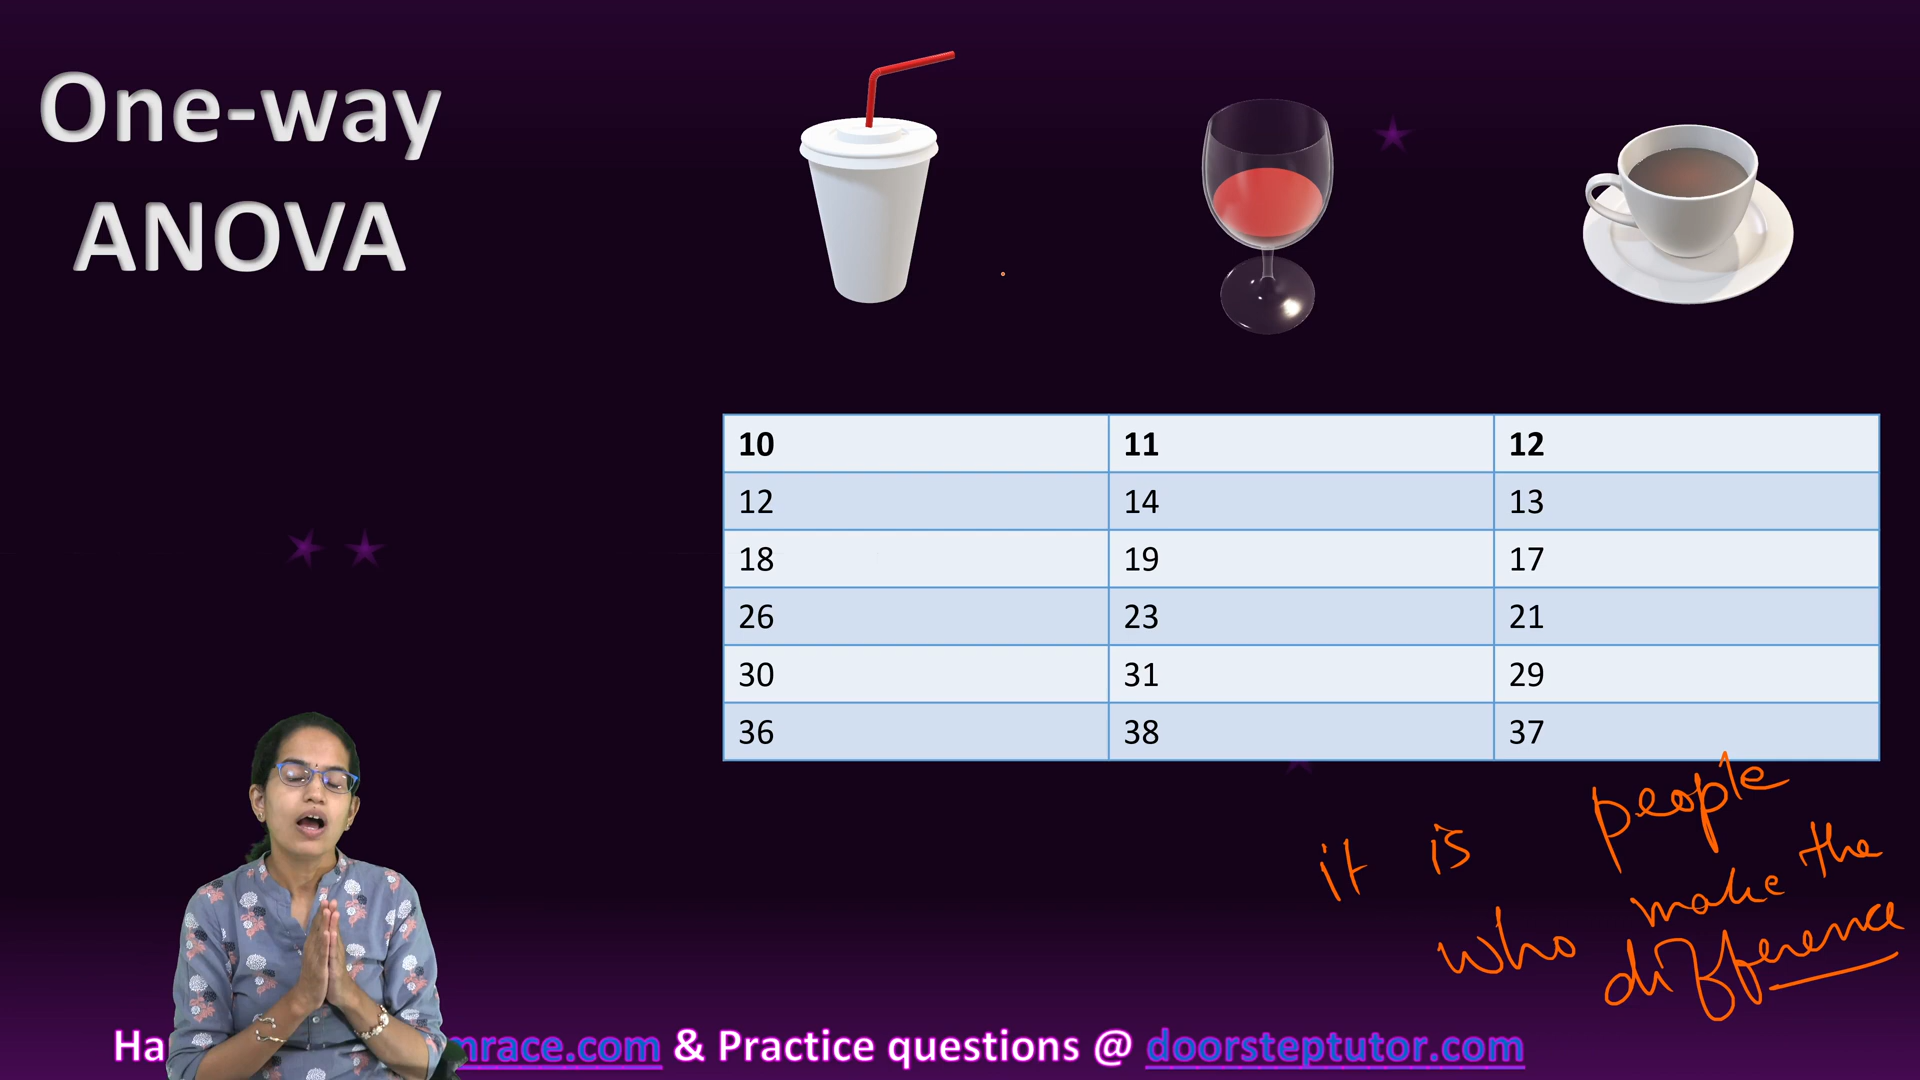 One-way
ANOVA
10 11 12
12 14 13
18 19 17
26 23 21
30 31 29
36 38 37
it is people
who make the
difference
Ha mrace.com & Practice questions @ doorsteptutor.com